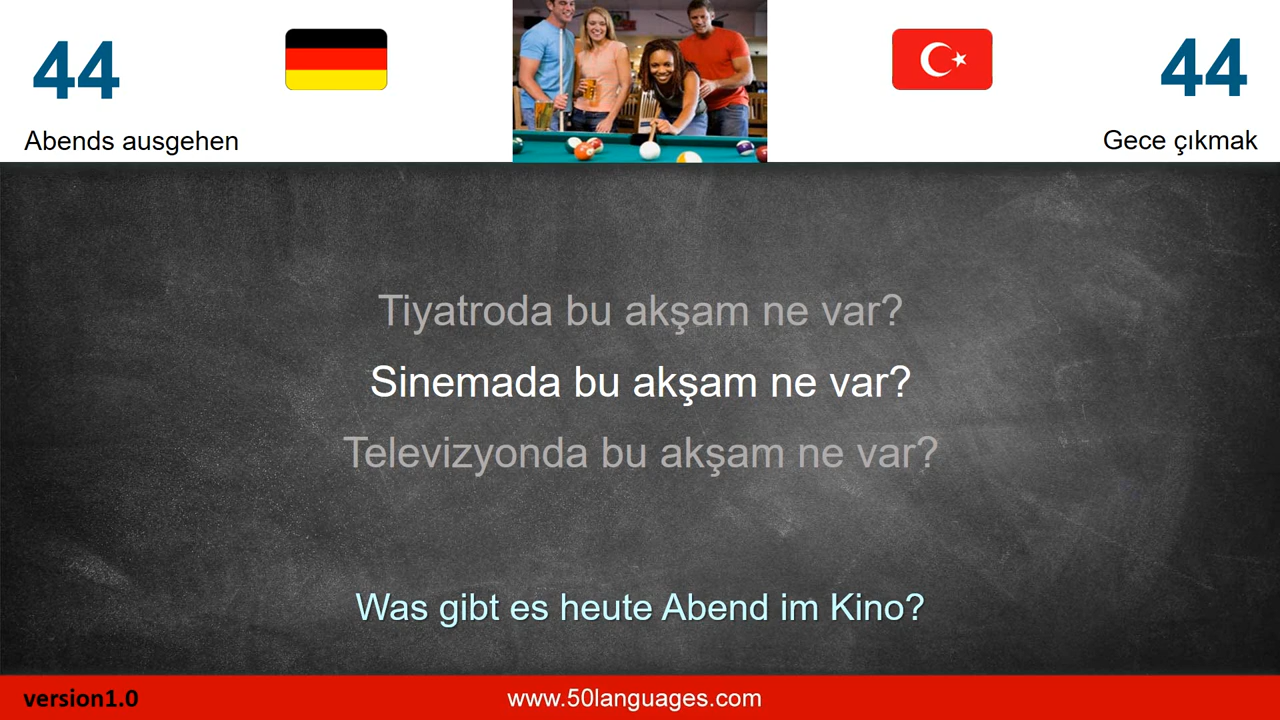 44
44
Abends ausgehen
Gece çıkmak
Tiyatroda bu akşam ne var?
Sinemada bu akşam ne var?
Televizyonda bu akşam ne var?
Was gibt es heute Abend im Kino?
version1.0
www.50languages.com